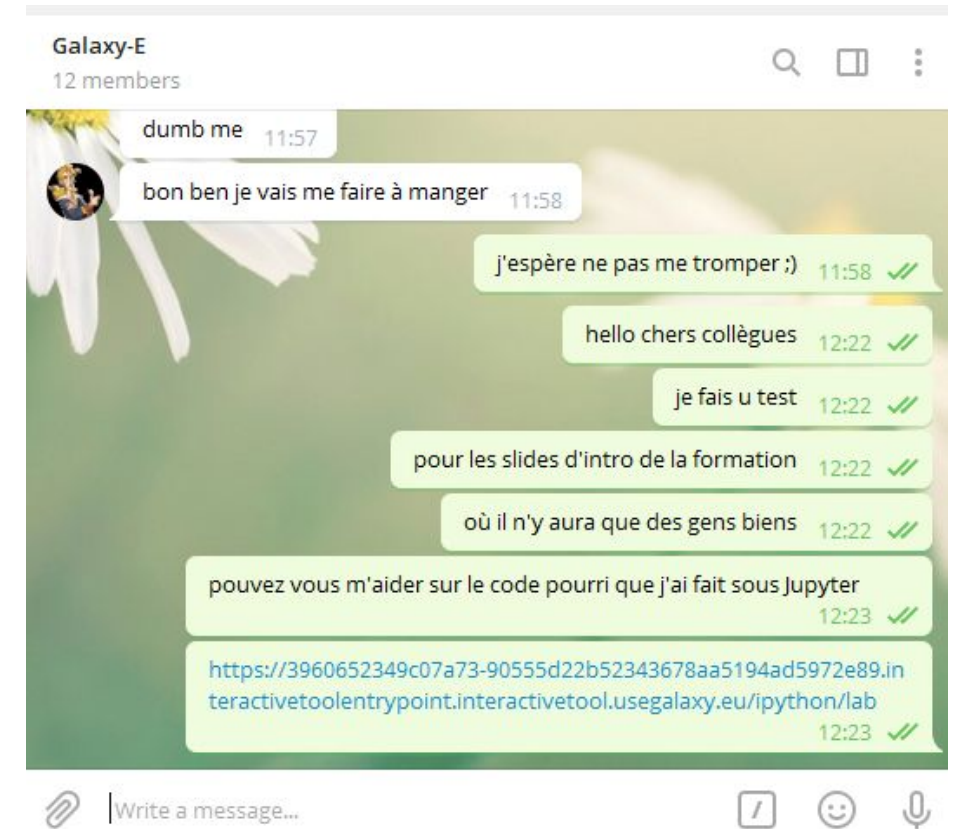 Galaxy-E
12 members
dumb me 11:57
bon ben je vais me faire à manger 11:58
j'espère ne pas me tromper ;) 11:58
hello chers collègues 12:22
je fais u test 12:22
pour les slides d'intro de la formation 12:22
où il n'y aura que des gens biens 12:22
pouvez vous m'aider sur le code pourri que j'ai fait sous Jupyter
12:23
https://3960652349c07a73-90555d22b52343678aa5194ad5972e89.in
teractivetoolentrypoint.interactivetool.usegalaxy.eu/ipython/lab
12:23
Write a message...